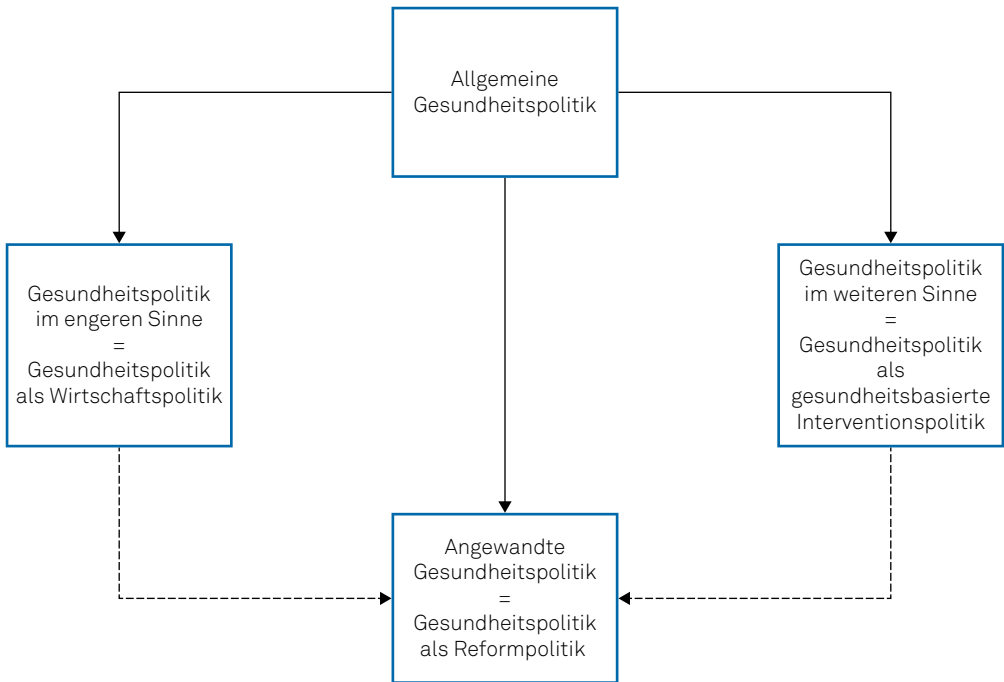 Allgemeine
Gesundheitspolitik
Gesundheitspolitik
im engeren Sinne
=
Gesundheitspolitik
als Wirtschaftspolitik
Gesundheitspolitik
im weiteren Sinne
=
Gesundheitspolitik
als
gesundheitsbasierte
Interventionspolitik
Angewandte
Gesundheitspolitik
=
Gesundheitspolitik
als Reformpolitik